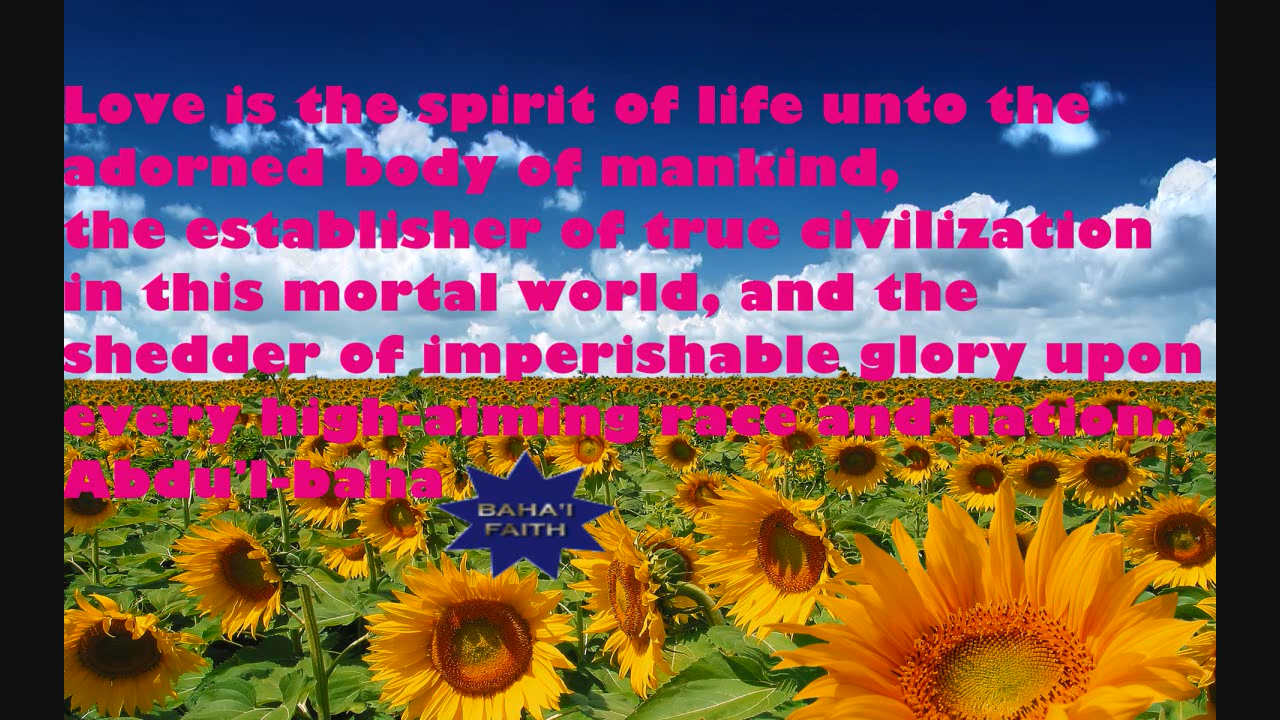 Love is the spirit of life unto the
adorned body of mankind,
the establisher of true civilization
in this mortal world, and the
shedder of imperishable glory upon
every high-aiming race and nation.
Abdu'l-baha
BAHA'I
FAITH